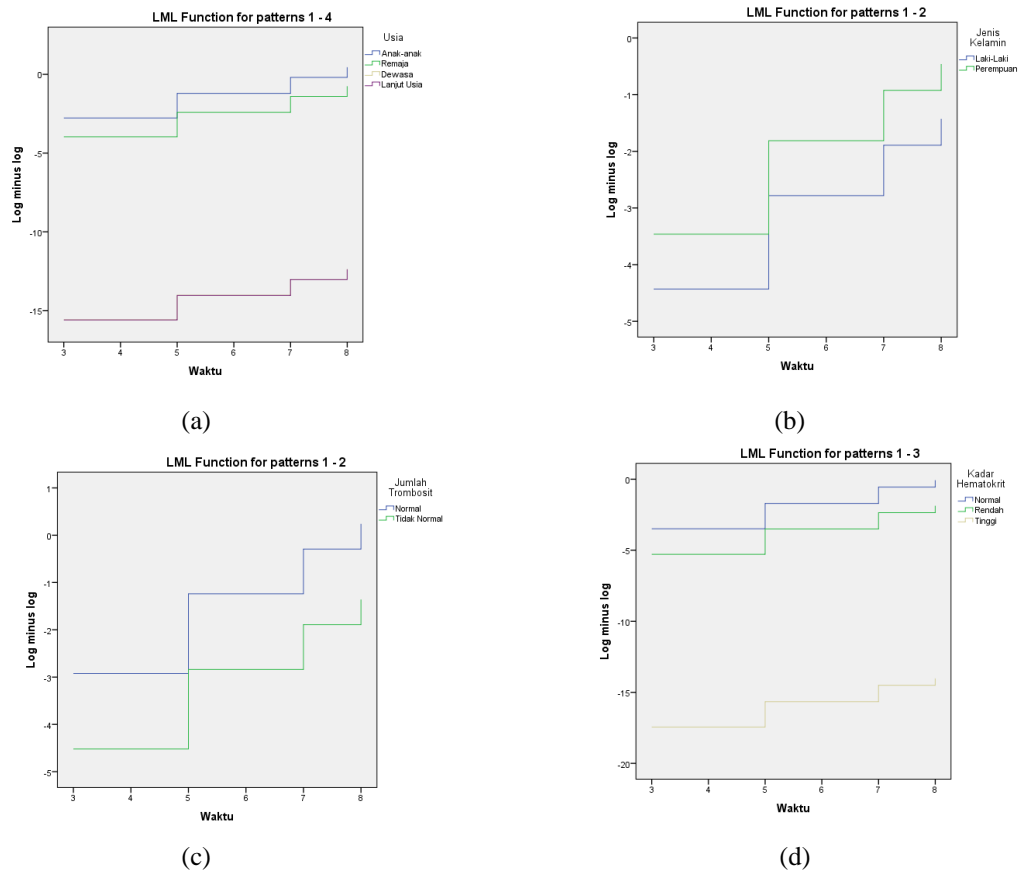 LML Function for patterns 1 - 4
Usia
Anak-anak
Remaja
Dewasa
Lanjut Usia
Log minus log
0
-5
-10
-15
3 4 5 6 7 8
Waktu
(a)
LML Function for patterns 1 - 2
Jenis
Kelamin
Laki-Laki
Perempuan
Log minus log
0
-1
-2
-3
-4
-5
3 4 5 6 7 8
Waktu
(b)
LML Function for patterns 1 - 2
Jumlah
Trombosit
Normal
Tidak Normal
Log minus log
1
0
-1
-2
-3
-4
-5
3 4 5 6 7 8
Waktu
(c)
LML Function for patterns 1 - 3
Kadar
Hematokrit
Normal
Rendah
Tinggi
Log minus log
0
-5
-10
-15
-20
3 4 5 6 7 8
Waktu
(d)